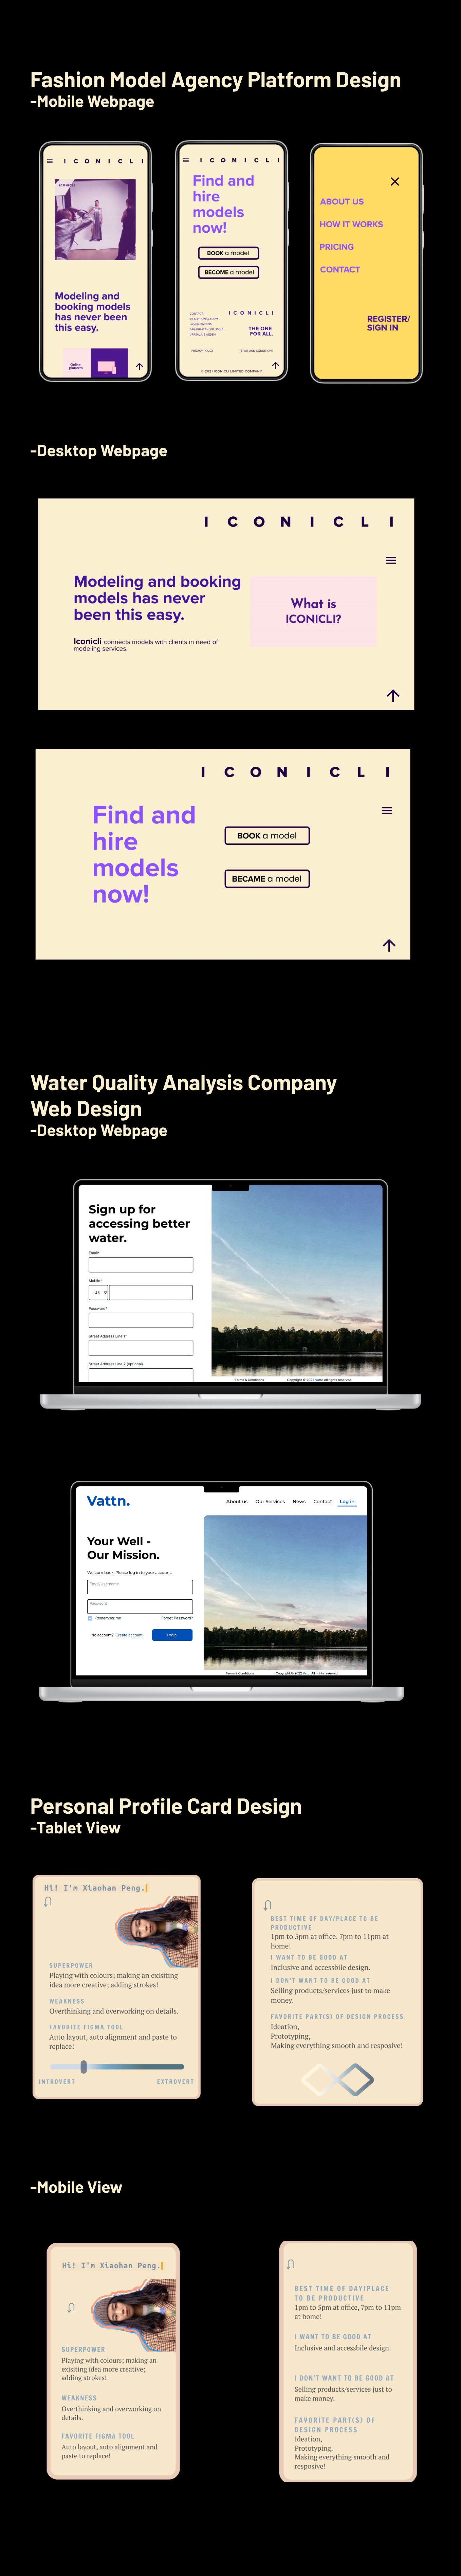 Fashion Model Agency Platform Design
-Mobile Webpage
I C O N I C L I
ICONICLI
Modeling and
booking models
has never been
this easy.
Online
platform
I C O N I C L I
Find and
hire
models
now!
BOOK a model
BECOME a model
CONTACT
I C O N I C L I
THE ONE
FOR ALL.
PRIVACY POLICY
TERMS AND CONDITIONS
© 2021 ICONICLI LIMITED COMPANY
ABOUT US
HOW IT WORKS
PRICING
CONTACT
REGISTER/
SIGN IN
-Desktop Webpage
I C O N I C L I
Modeling and booking
models has never
been this easy.
Iconicli connects models with clients in need of
modeling services.
What is
ICONICLI?
I C O N I C L I
Find and
hire
models
now!
BOOK a model
BECAME a model
Water Quality Analysis Company
Web Design
-Desktop Webpage
Sign up for
accessing better
water.
Email*
Mobile*
+46
Password*
Street Address Line 1*
Street Address Line 2 (optional)
Terms & Conditions
Copyright © 2022 Vattn All rights reserved.
Vattn.
About us Our Services News Contact Log in
Your Well -
Our Mission.
Welcom back. Please log in to your account.
Email/Username
Password
Remember me
Forget Password?
No account? Create account
Login
Terms & Conditions
Copyright © 2022 Vattn All rights reserved.
Personal Profile Card Design
-Tablet View
Hi! I'm Xiaohan Peng.
SUPERPOWER
Playing with colours; making an exisiting
idea more creative; adding strokes!
WEAKNESS
Overthinking and overworking on details.
FAVORITE FIGMA TOOL
Auto layout, auto alignment and paste to
replace!
INTROVERT
EXTROVERT
BEST TIME OF DAY/PLACE TO BE
PRODUCTIVE
1pm to 5pm at office, 7pm to 11pm at
home!
I WANT TO BE GOOD AT
Inclusive and accessbile design.
I DON'T WANT TO BE GOOD AT
Selling products/services just to make
money.
FAVORITE PART(S) OF DESIGN PROCESS
Ideation,
Prototyping,
Making everything smooth and resposive!
-Mobile View
Hi! I'm Xiaohan Peng.
SUPERPOWER
Playing with colours; making an
exisiting idea more creative;
adding strokes!
WEAKNESS
Overthinking and overworking on
details.
FAVORITE FIGMA TOOL
Auto layout, auto alignment and
paste to replace!
BEST TIME OF DAY/PLACE
TO BE PRODUCTIVE
1pm to 5pm at office, 7pm to 11pm
at home!
I WANT TO BE GOOD AT
Inclusive and accessbile design.
I DON'T WANT TO BE GOOD AT
Selling products/services just to
make money.
FAVORITE PART(S) OF
DESIGN PROCESS
Ideation,
Prototyping,
Making everything smooth and
resposive!